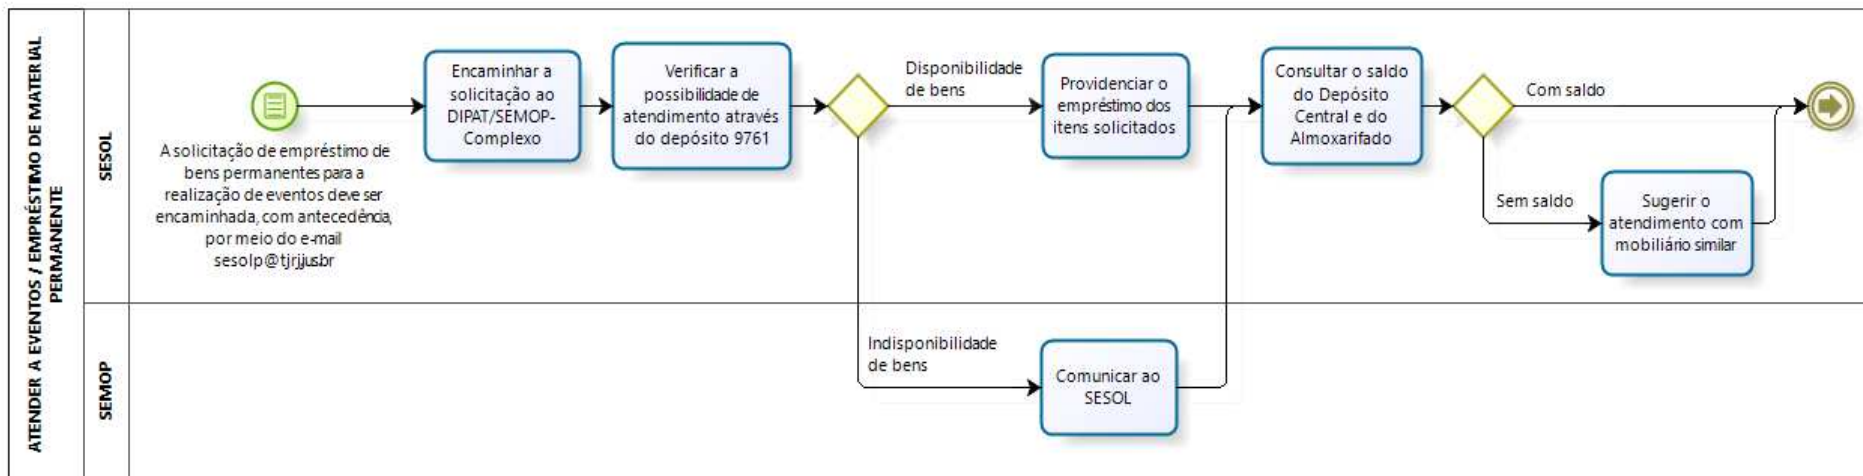 ATENDER A EVENTOS / EMPRÉSTIMO DE MATERIAL
PERMANENTE
SESOL
A solicitação de empréstimo de
bens permanentes para a
realização de eventos deve ser
encaminhada, com antecedência,
por meio do e-mail
sesolp@tjrj.jus.br
Encaminhar a
solicitação ao
DIPAT/SEMOP-
Complexo
Verificar a
possibilidade de
atendimento através
do depósito 9761
Disponibilidade
de bens
Providenciar o
empréstimo dos
itens solicitados
Consultar o saldo
do Depósito
Central e do
Almoxarifado
Com saldo
Sem saldo
Sugerir o
atendimento com
mobiliário similar
SEMOP
Indisponibilidade
de bens
Comunicar ao
SESOL